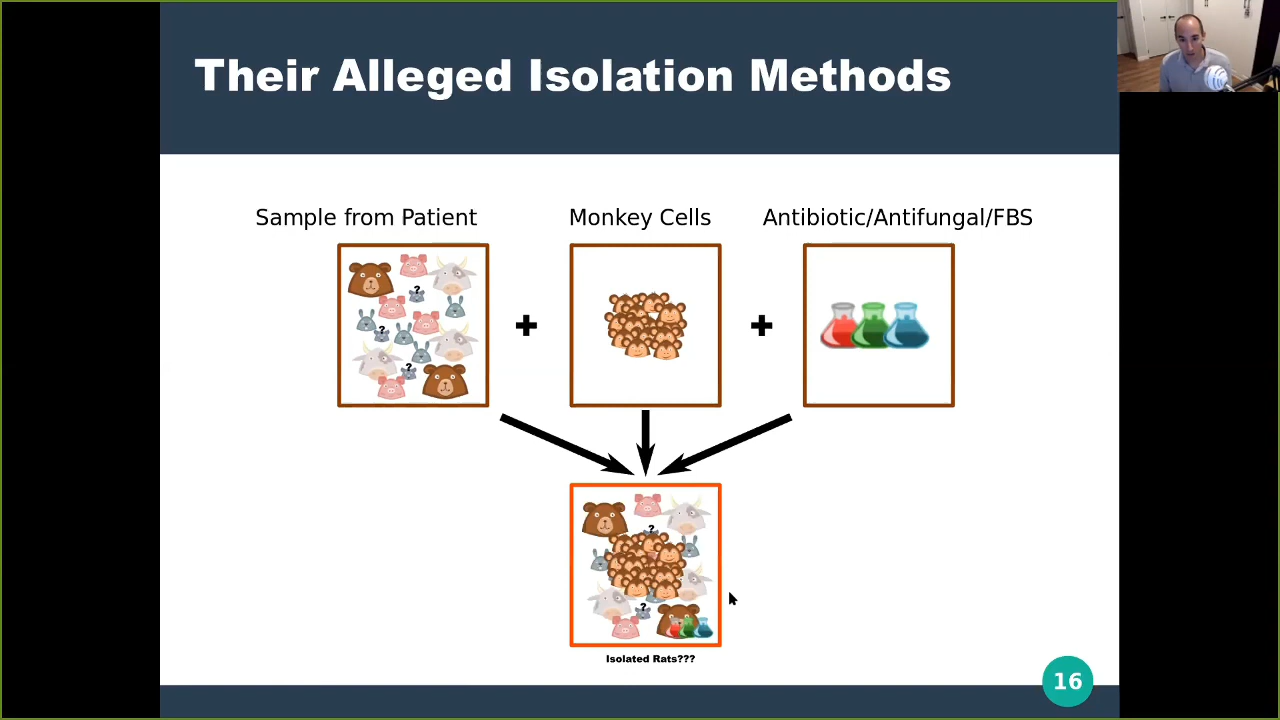 Their Alleged Isolation Methods
Sample from Patient
Monkey Cells
Antibiotic/Antifungal/FBS
?
?
?
?
?
Isolated Rats???
16